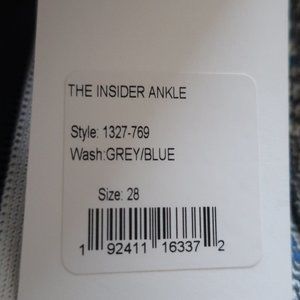 THE INSIDER ANKLE
Style: 1327-769
Wash:GREY/BLUE
Size: 28
1 92411 16337 2